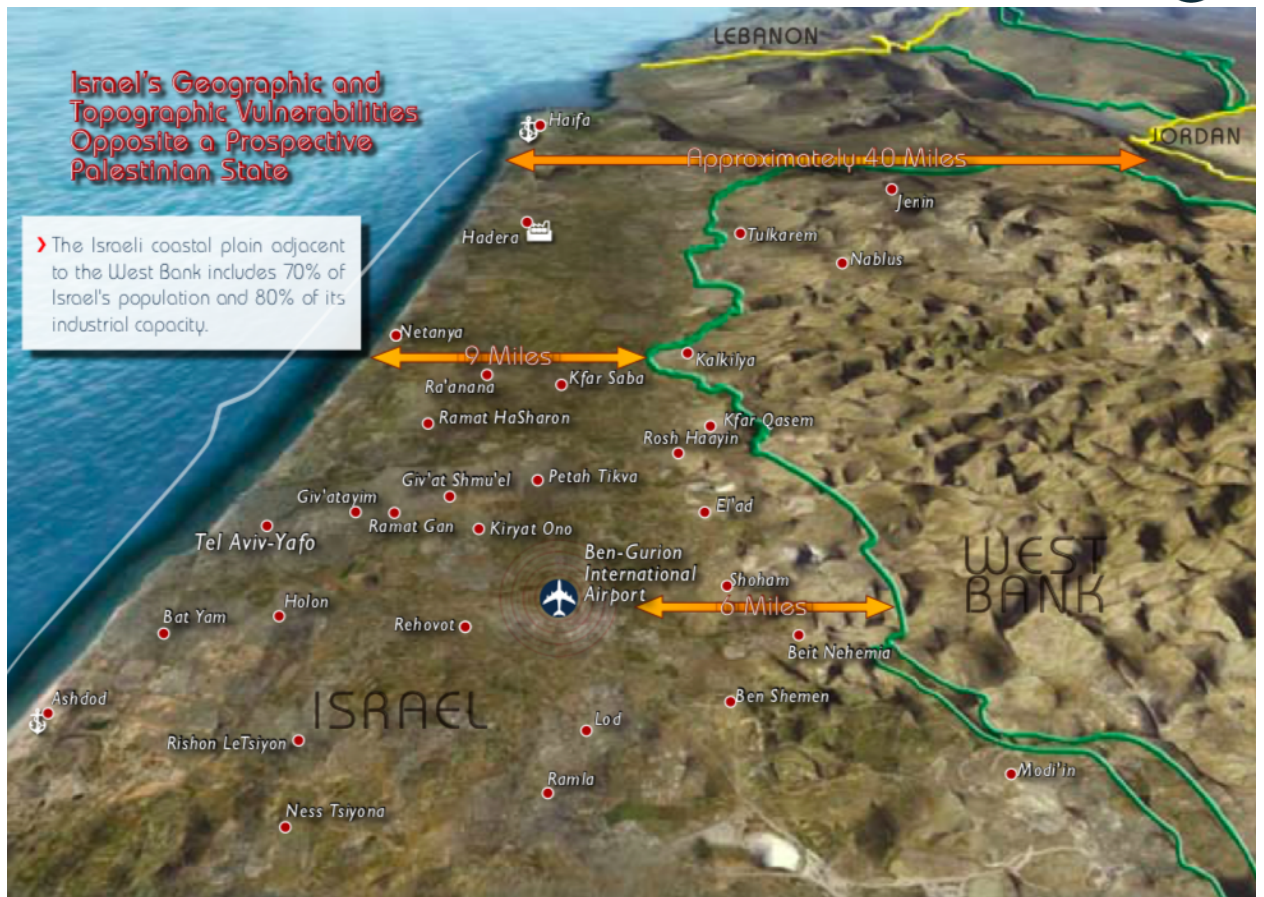 LEBANON
Israel's Geographic and
Topographic Vulnerabilities
Opposite a Prospective
Palestinian State
Haifa
JORDAN
Approximately 40 Miles
Jenin
Hadera
Tulkarem
Nablus
❯ The Israeli coastal plain adjacent
to the West Bank includes 70% of
Israel's population and 80% of its
industrial capacity.
Netanya
9 Miles
Kalkilya
Ra'anana
Kfar Saba
Ramat HaSharon
Kfar Qasem
Rosh Haayin
Giv'at Shmu'el
Petah Tikva
Giv'atayim
Ramat Gan
Kiryat Ono
El'ad
Tel Aviv-Yafo
Ben-Gurion
International
Airport
WEST
BANK
Shoham
6 Miles
Bat Yam
Holon
Rehovot
Beit Nehemia
Ashdod
ISRAEL
Ben Shemen
Lod
Rishon LeTsiyon
Modi'in
Ramla
Ness Tsiyona